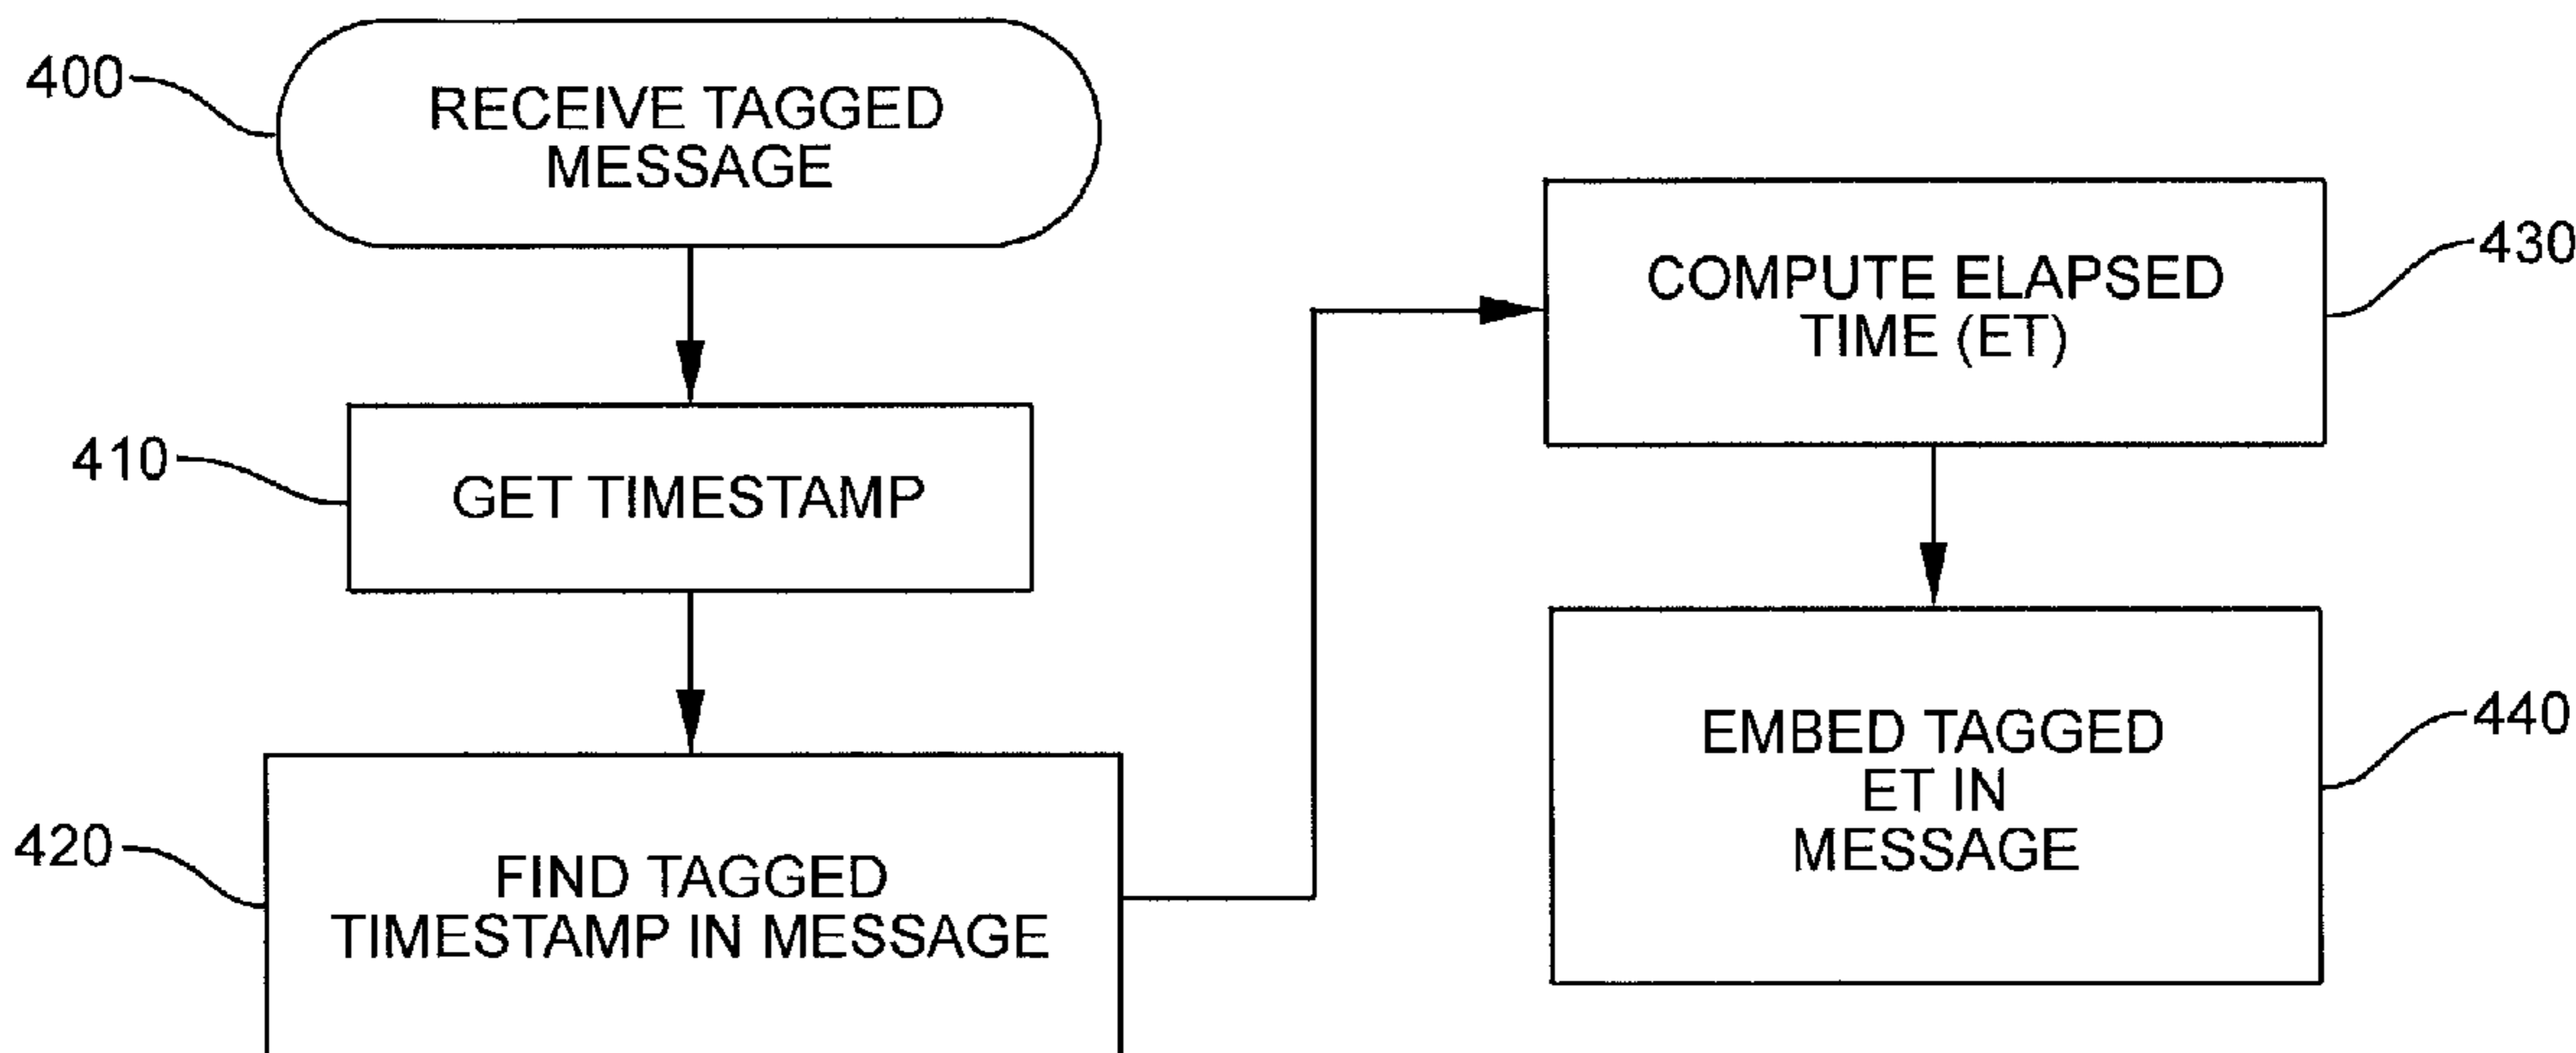 400
RECEIVE TAGGED
MESSAGE
410
GET TIMESTAMP
420
FIND TAGGED
TIMESTAMP IN MESSAGE
430
COMPUTE ELAPSED
TIME (ET)
440
EMBED TAGGED
ET IN
MESSAGE